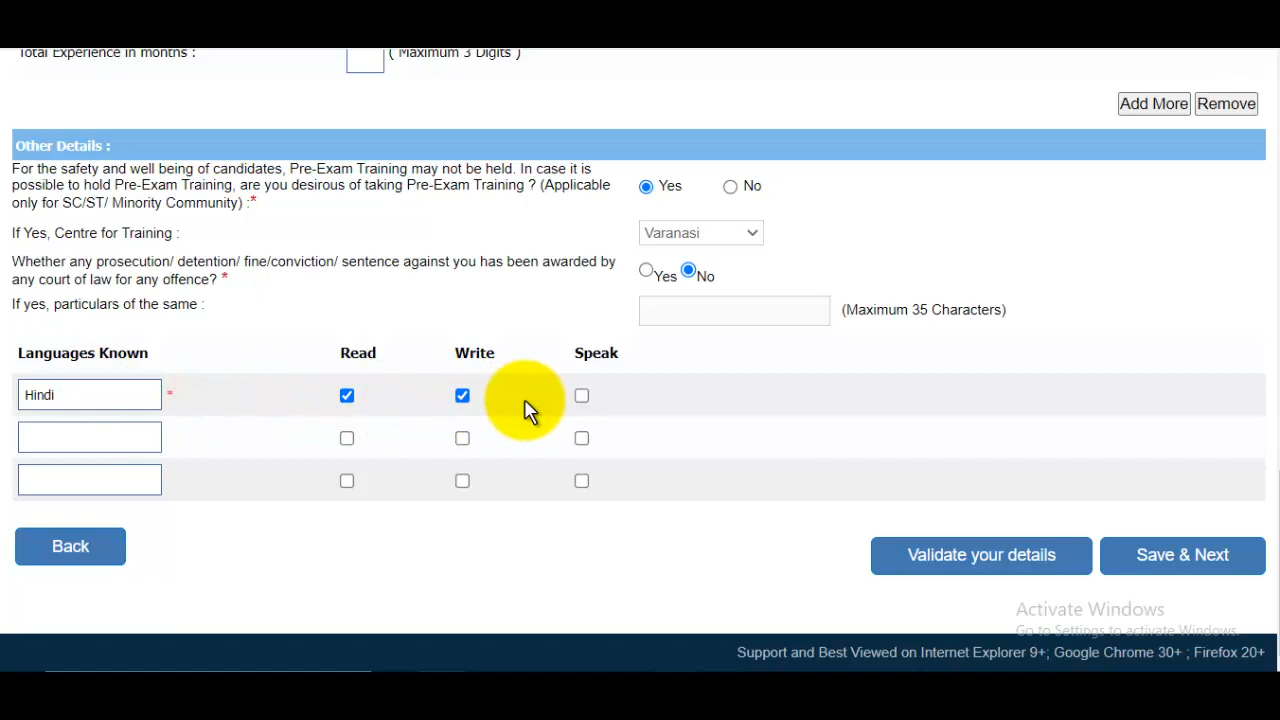 Total Experience in months :
( Maximum 3 Digits )
Add More
Remove
Other Details :
For the safety and well being of candidates, Pre-Exam Training may not be held. In case it is
possible to hold Pre-Exam Training, are you desirous of taking Pre-Exam Training ? (Applicable
only for SC/ST/ Minority Community) :*
Yes
No
If Yes, Centre for Training :
Varanasi
Whether any prosecution/ detention/ fine/conviction/ sentence against you has been awarded by
any court of law for any offence? *
Yes
No
If yes, particulars of the same :
(Maximum 35 Characters)
Languages Known
Read
Write
Speak
Hindi
*
Back
Validate your details
Save & Next
Activate Windows
Go to Settings to activate Windows.
Support and Best Viewed on Internet Explorer 9+; Google Chrome 30+ ; Firefox 20+